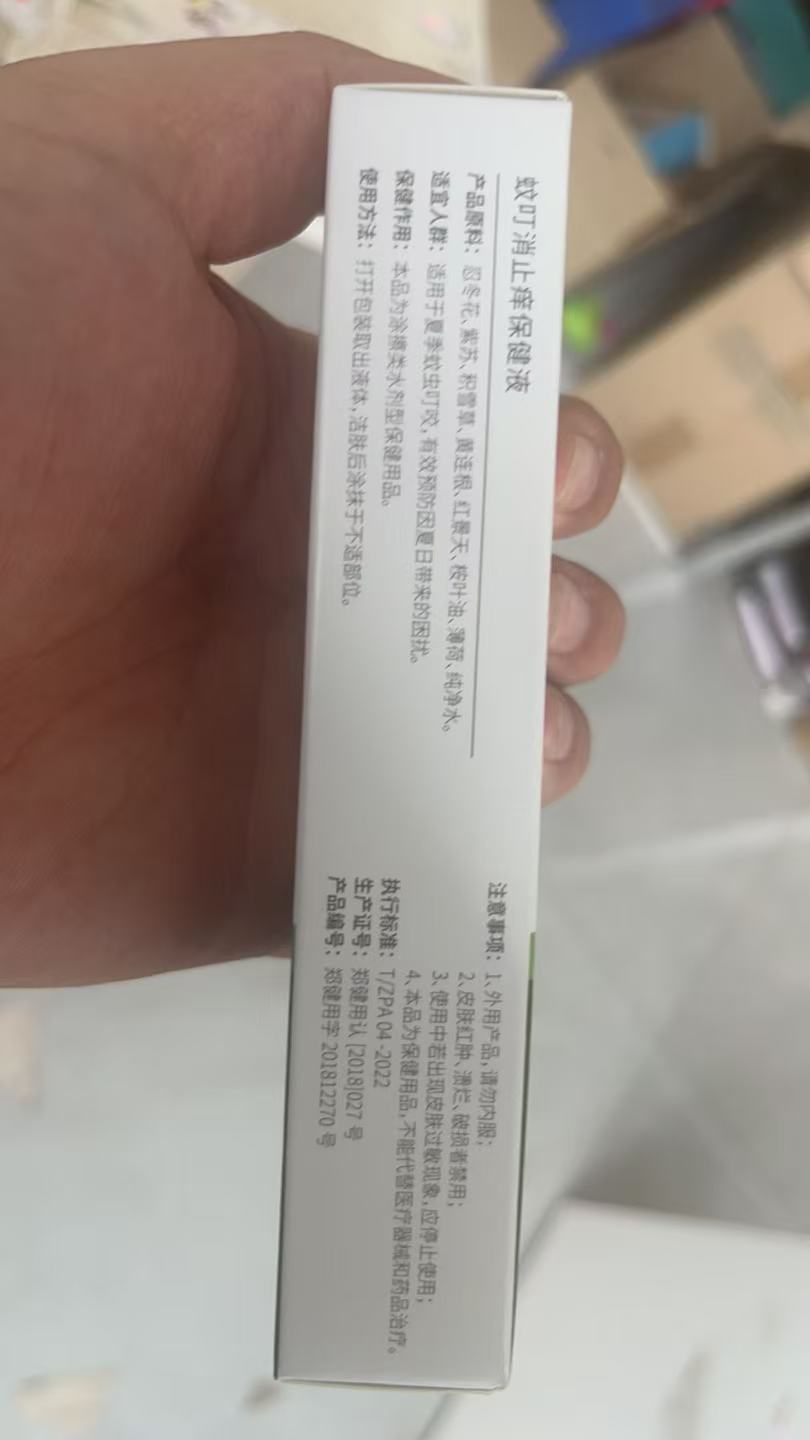 蚊叮消止痒保健液
产品原料：忍冬花、紫苏、积雪草、黄连根、红景天、桉叶油、薄荷、纯净水。
适宜人群：适用于夏季蚊虫叮咬,有效预防因夏日带来的困扰。
保健作用：本品为涂擦类水剂型保健用品。
使用方法：打开包装取出液体,洁肤后涂抹于不适部位。
注意事项：1、外用产品,请勿内服；
2、皮肤红肿、溃烂、破损者禁用；
3、使用中若出现皮肤过敏现象,应停止使用；
4、本品为保健用品,不能代替医疗器械和药品治疗。
执行标准：T/ZPA 04 -2022
生产证号：郑健用认 [2018]027 号
产品编号：郑健用字 201812270 号